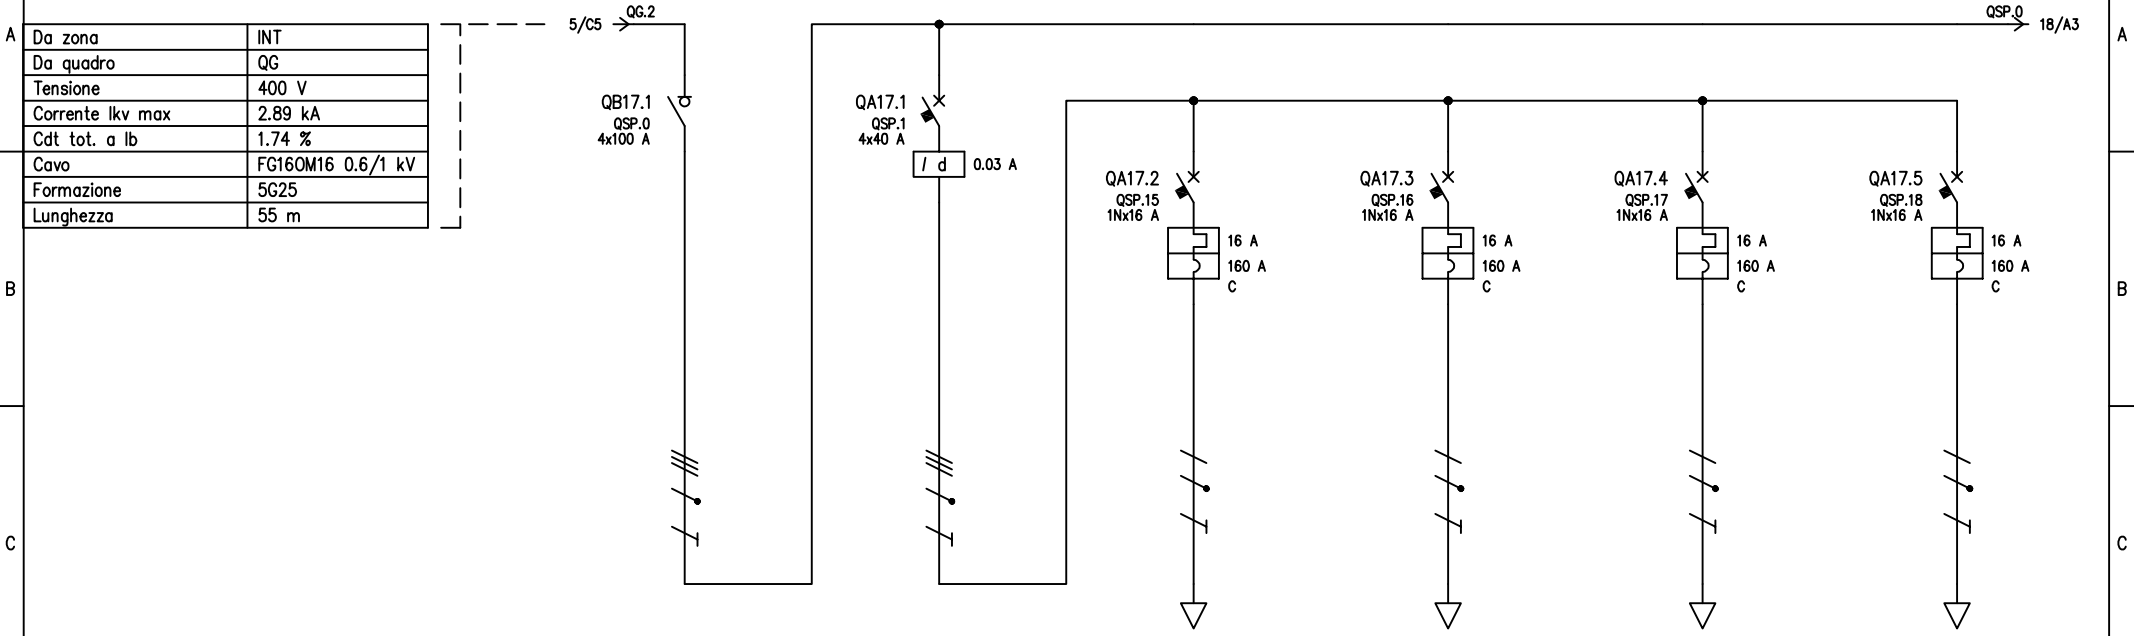 QG.2
QSP.0
5/C5
18/A3
A
A
Da zona INT
Da quadro QG
Tensione 400 V
Corrente Ikv max 2.89 kA
Cdt tot. a Ib 1.74 %
Cavo FG16OM16 0.6/1 kV
Formazione 5G25
Lunghezza 55 m
QB17.1
QSP.0
4x100 A
QA17.1
QSP.1
4x40 A
I d
0.03 A
QA17.2
QSP.15
1Nx16 A
16 A
160 A
C
QA17.3
QSP.16
1Nx16 A
16 A
160 A
C
QA17.4
QSP.17
1Nx16 A
16 A
160 A
C
QA17.5
QSP.18
1Nx16 A
16 A
160 A
C
B
B
C
C